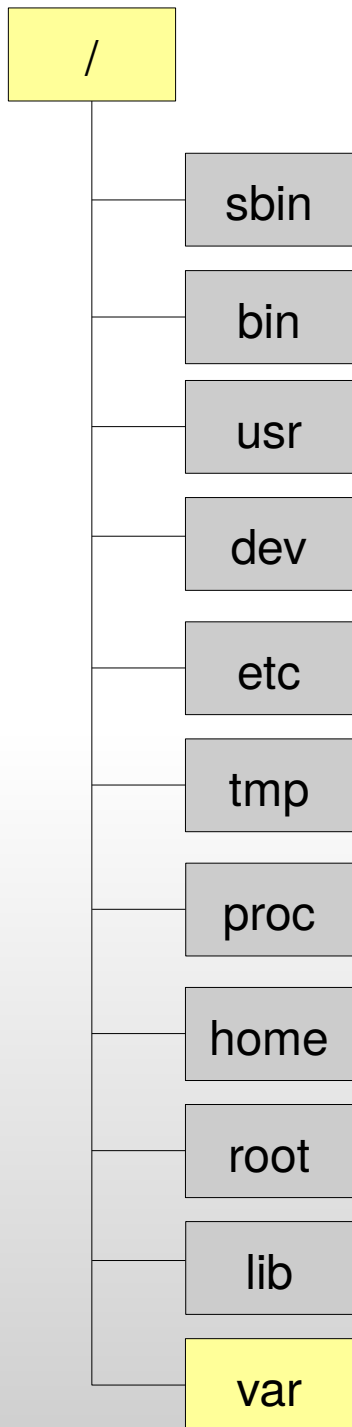 /
sbin
bin
usr
dev
etc
tmp
proc
home
root
lib
var